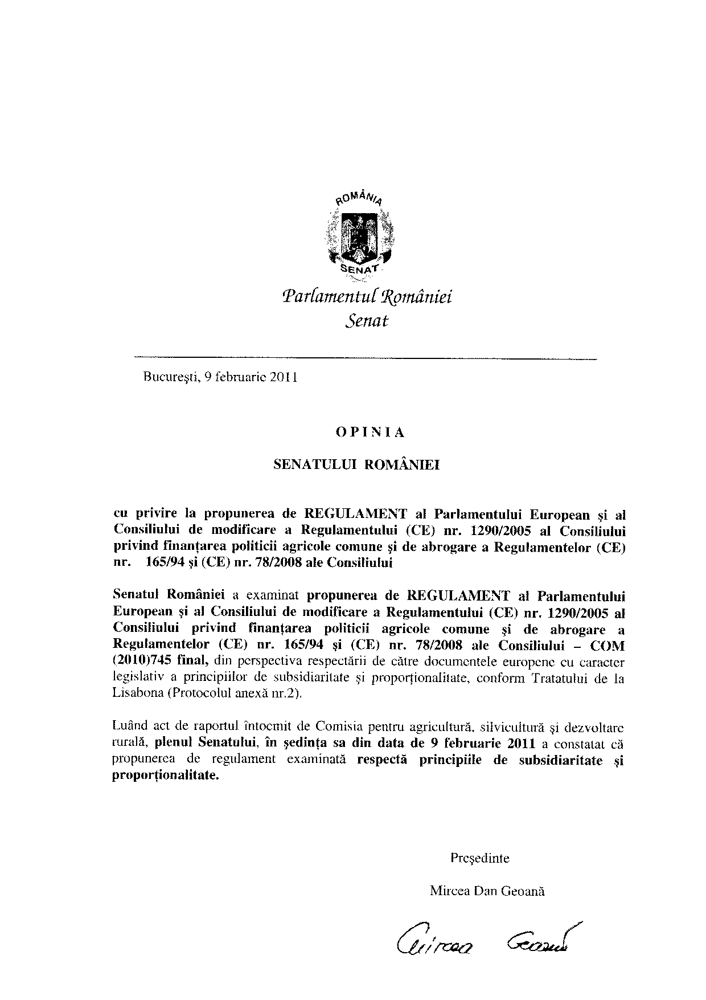 ROMÂNIA
SENAT
Parlamentul României
Senat
Bucureşti, 9 februarie 2011
O P I N I A
SENATULUI ROMÂNIEI
cu privire la propunerea de REGULAMENT al Parlamentului European şi al
Consiliului de modificare a Regulamentului (CE) nr. 1290/2005 al Consiliului
privind finanţarea politicii agricole comune şi de abrogare a Regulamentelor (CE)
nr. 165/94 şi (CE) nr. 78/2008 ale Consiliului
Senatul României a examinat propunerea de REGULAMENT al Parlamentului
European şi al Consiliului de modificare a Regulamentului (CE) nr. 1290/2005 al
Consiliului privind finanţarea politicii agricole comune şi de abrogare a
Regulamentelor (CE) nr. 165/94 şi (CE) nr. 78/2008 ale Consiliului – COM
(2010)745 final, din perspectiva respectării de către documentele europene cu caracter
legislativ a principiilor de subsidiaritate şi proporţionalitate, conform Tratatului de la
Lisabona (Protocolul anexă nr.2).
Luând act de raportul întocmit de Comisia pentru agricultură, silvicultură şi dezvoltare
rurală, plenul Senatului, în şedinţa sa din data de 9 februarie 2011 a constatat că
propunerea de regulament examinată respectă principiile de subsidiaritate şi
proporţionalitate.
Preşedinte
Mircea Dan Geoană
Mircea Geoană